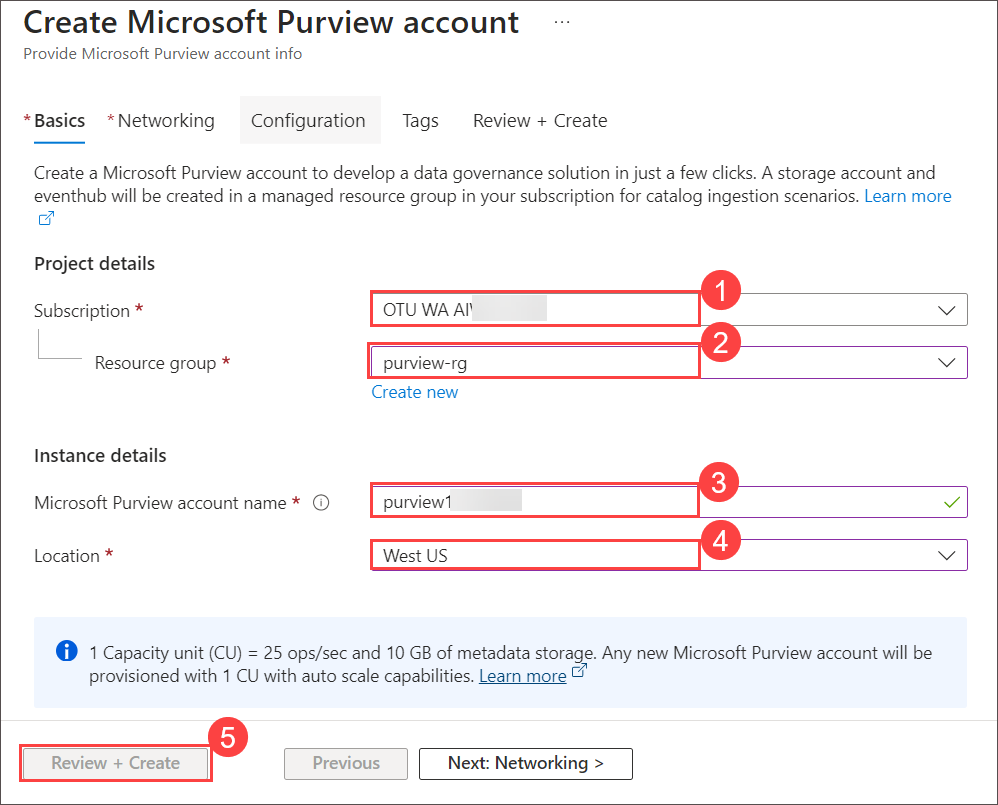 Create Microsoft Purview account ...
Provide Microsoft Purview account info
* Basics * Networking Configuration Tags Review + Create
Create a Microsoft Purview account to develop a data governance solution in just a few clicks. A storage account and
eventhub will be created in a managed resource group in your subscription for catalog ingestion scenarios. Learn more
Project details
1
Subscription * OTU WA
2
Resource group * purview-rg
Create new
Instance details
3
Microsoft Purview account name * purview1
4
Location * West US
1 Capacity unit (CU) = 25 ops/sec and 10 GB of metadata storage. Any new Microsoft Purview account will be
provisioned with 1 CU with auto scale capabilities. Learn more
5
Review + Create Previous Next: Networking >